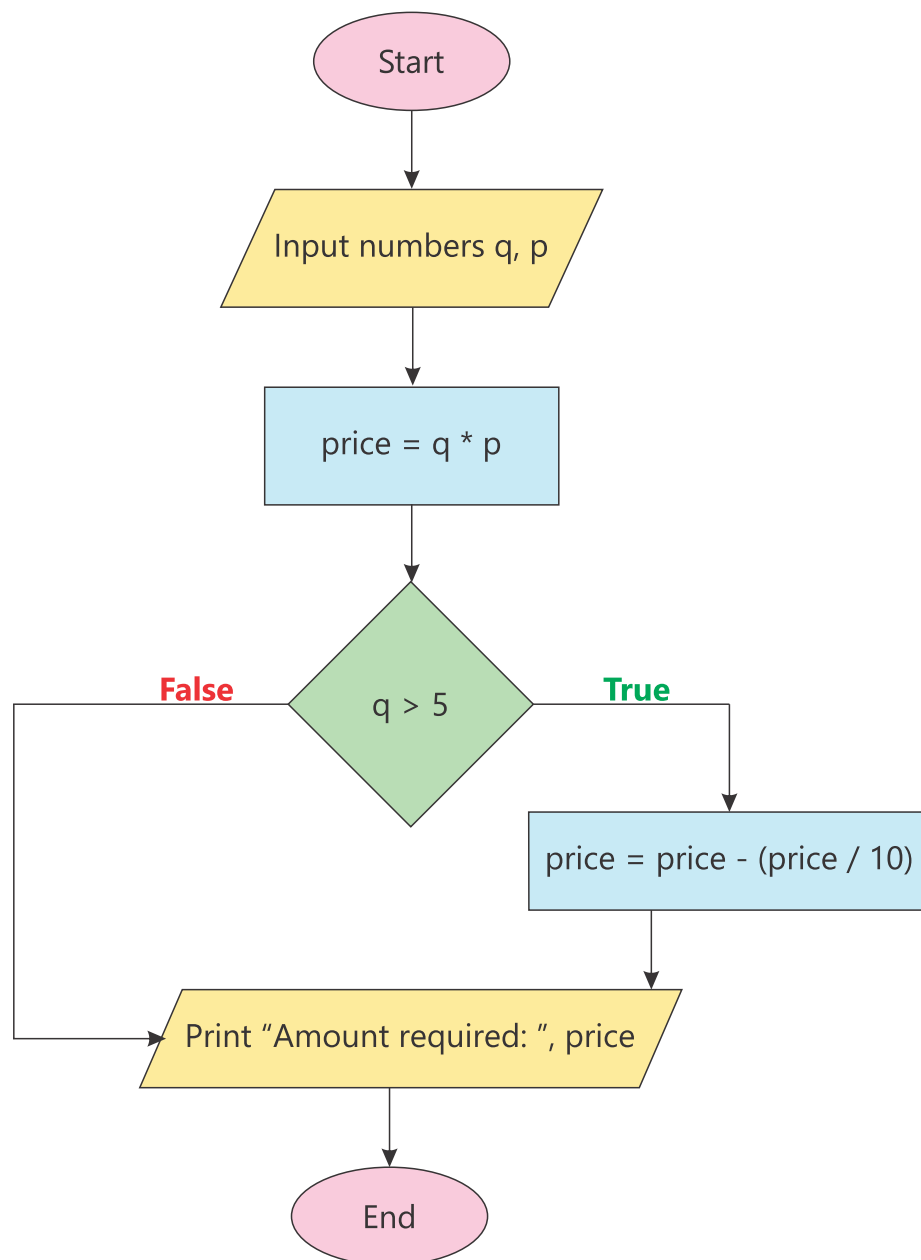 Start
Input numbers q, p
price = q * p
q > 5
False
True
price = price - (price / 10)
Print “Amount required: ”, price
End